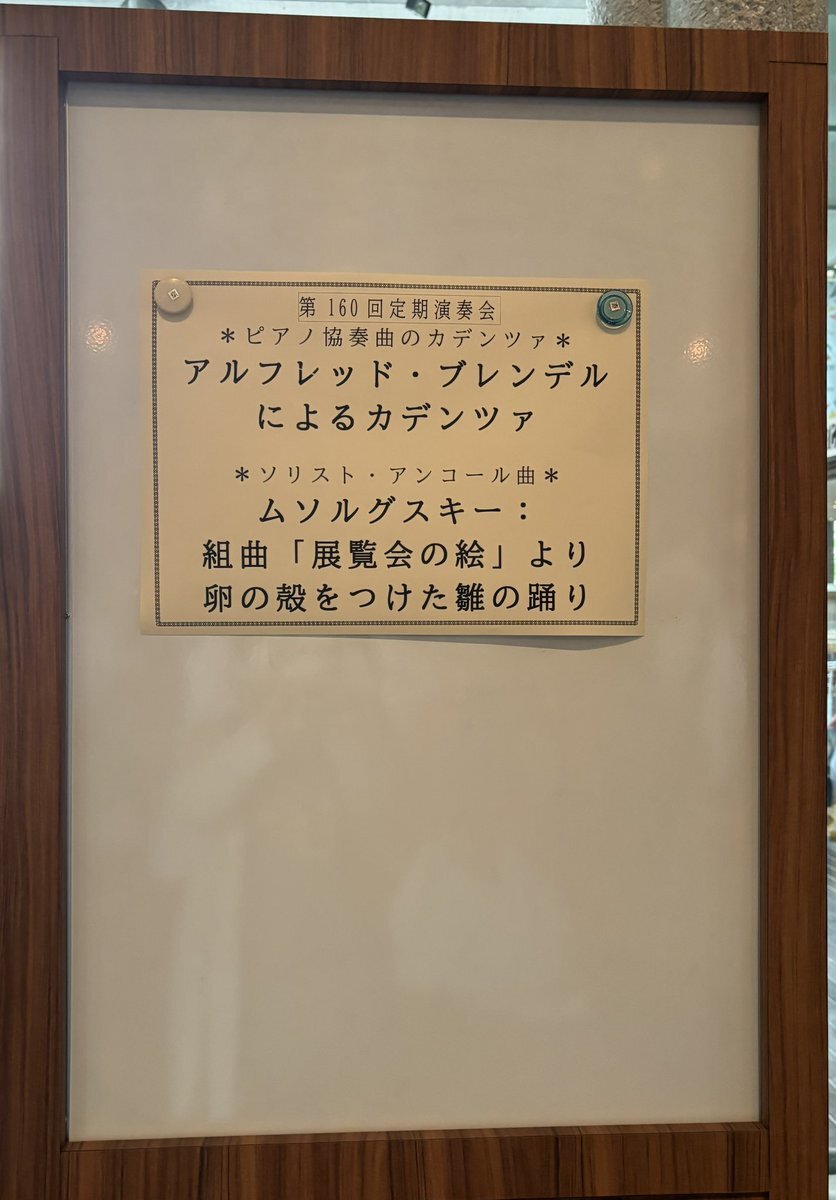 第160回定期演奏会
＊ピアノ協奏曲のカデンツァ＊
アルフレッド・ブレンデル
によるカデンツァ
＊ソリスト・アンコール曲＊
ムソルグスキー：
組曲「展覧会の絵」より
卵の殻をつけた雛の踊り